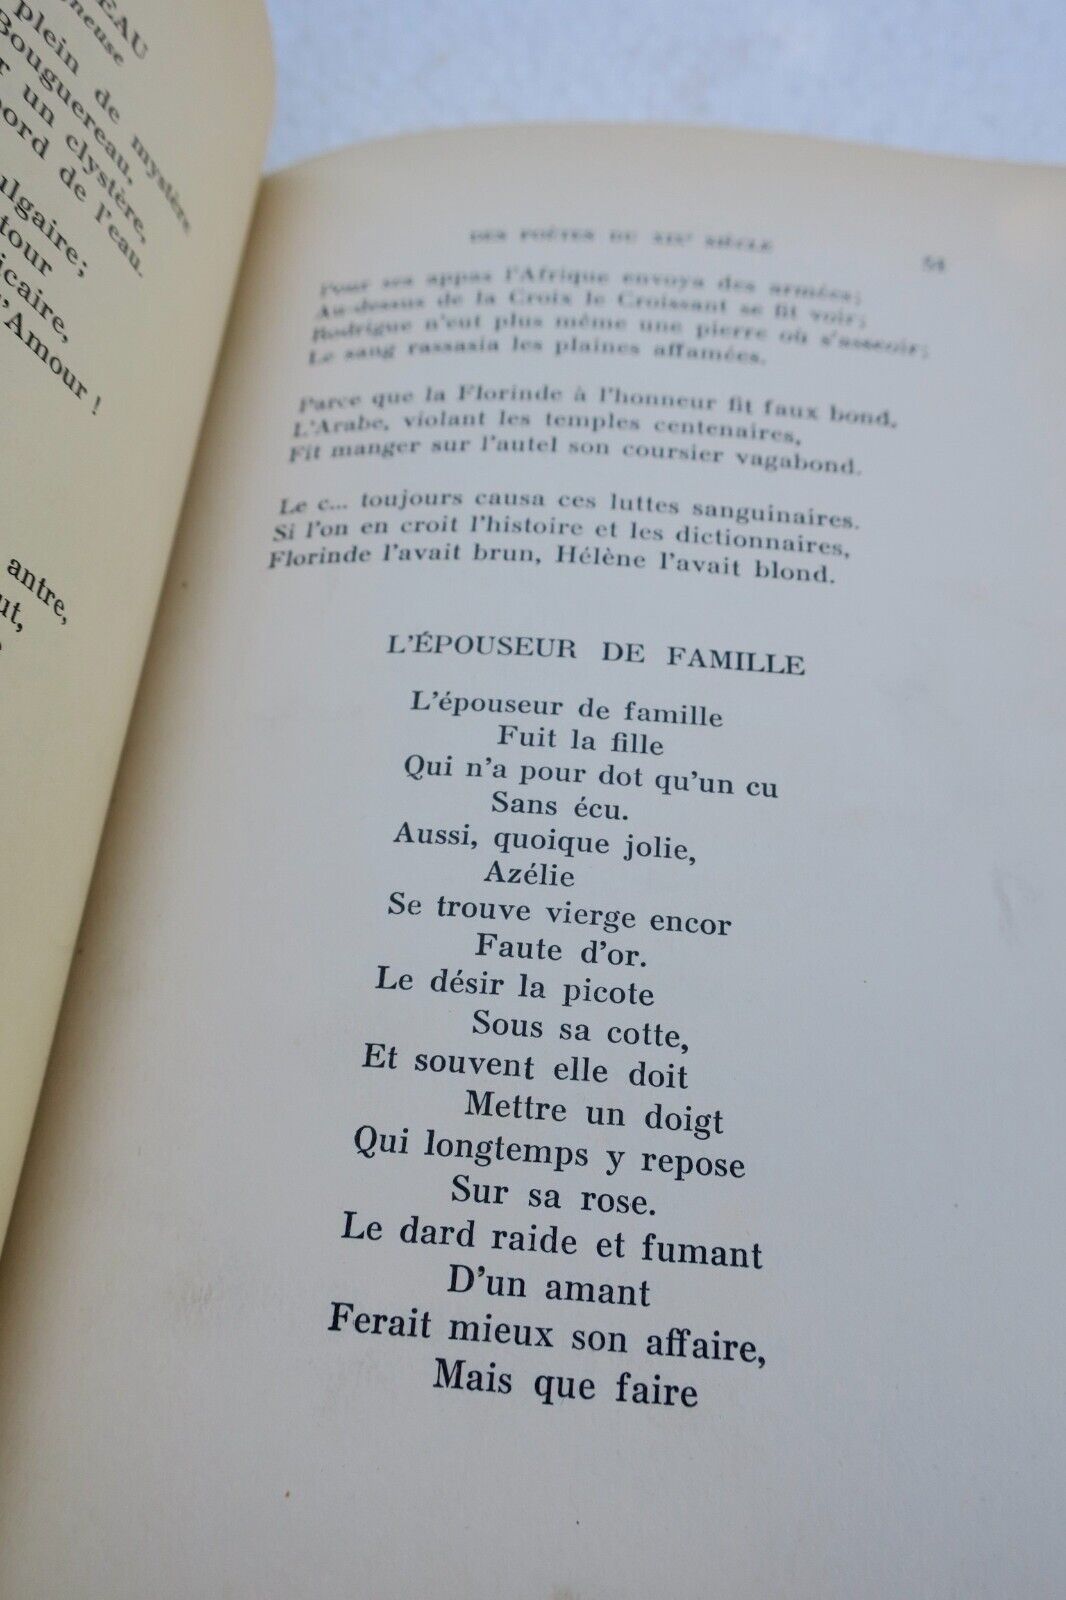 EAU
neuse
plein de mystère
Bouguereau,
r un clystère,
bord de l'eau.
ulgaire;
tour
icaire,
l'Amour !
antre,
ut,
DES POÈTES DU XIXe SIÈCLE
Pour ses appas l'Afrique envoya des armées;
Au-dessus de la Croix le Croissant se fit voir;
Rodrigue n'eut plus même une pierre où s'asseoir;
Le sang rassasia les plaines affamées.
Parce que la Florinde à l'honneur fit faux bond,
L'Arabe, violant les temples centenaires,
Fit manger sur l'autel son coursier vagabond.
Le c... toujours causa ces luttes sanguinaires.
Si l'on en croit l'histoire et les dictionnaires,
Florinde l'avait brun, Hélène l'avait blond.
L'ÉPOUSEUR DE FAMILLE
L'épouseur de famille
Fuit la fille
Qui n'a pour dot qu'un cu
Sans écu.
Aussi, quoique jolie,
Azélie
Se trouve vierge encor
Faute d'or.
Le désir la picote
Sous sa cotte,
Et souvent elle doit
Mettre un doigt
Qui longtemps y repose
Sur sa rose.
Le dard raide et fumant
D'un amant
Ferait mieux son affaire,
Mais que faire